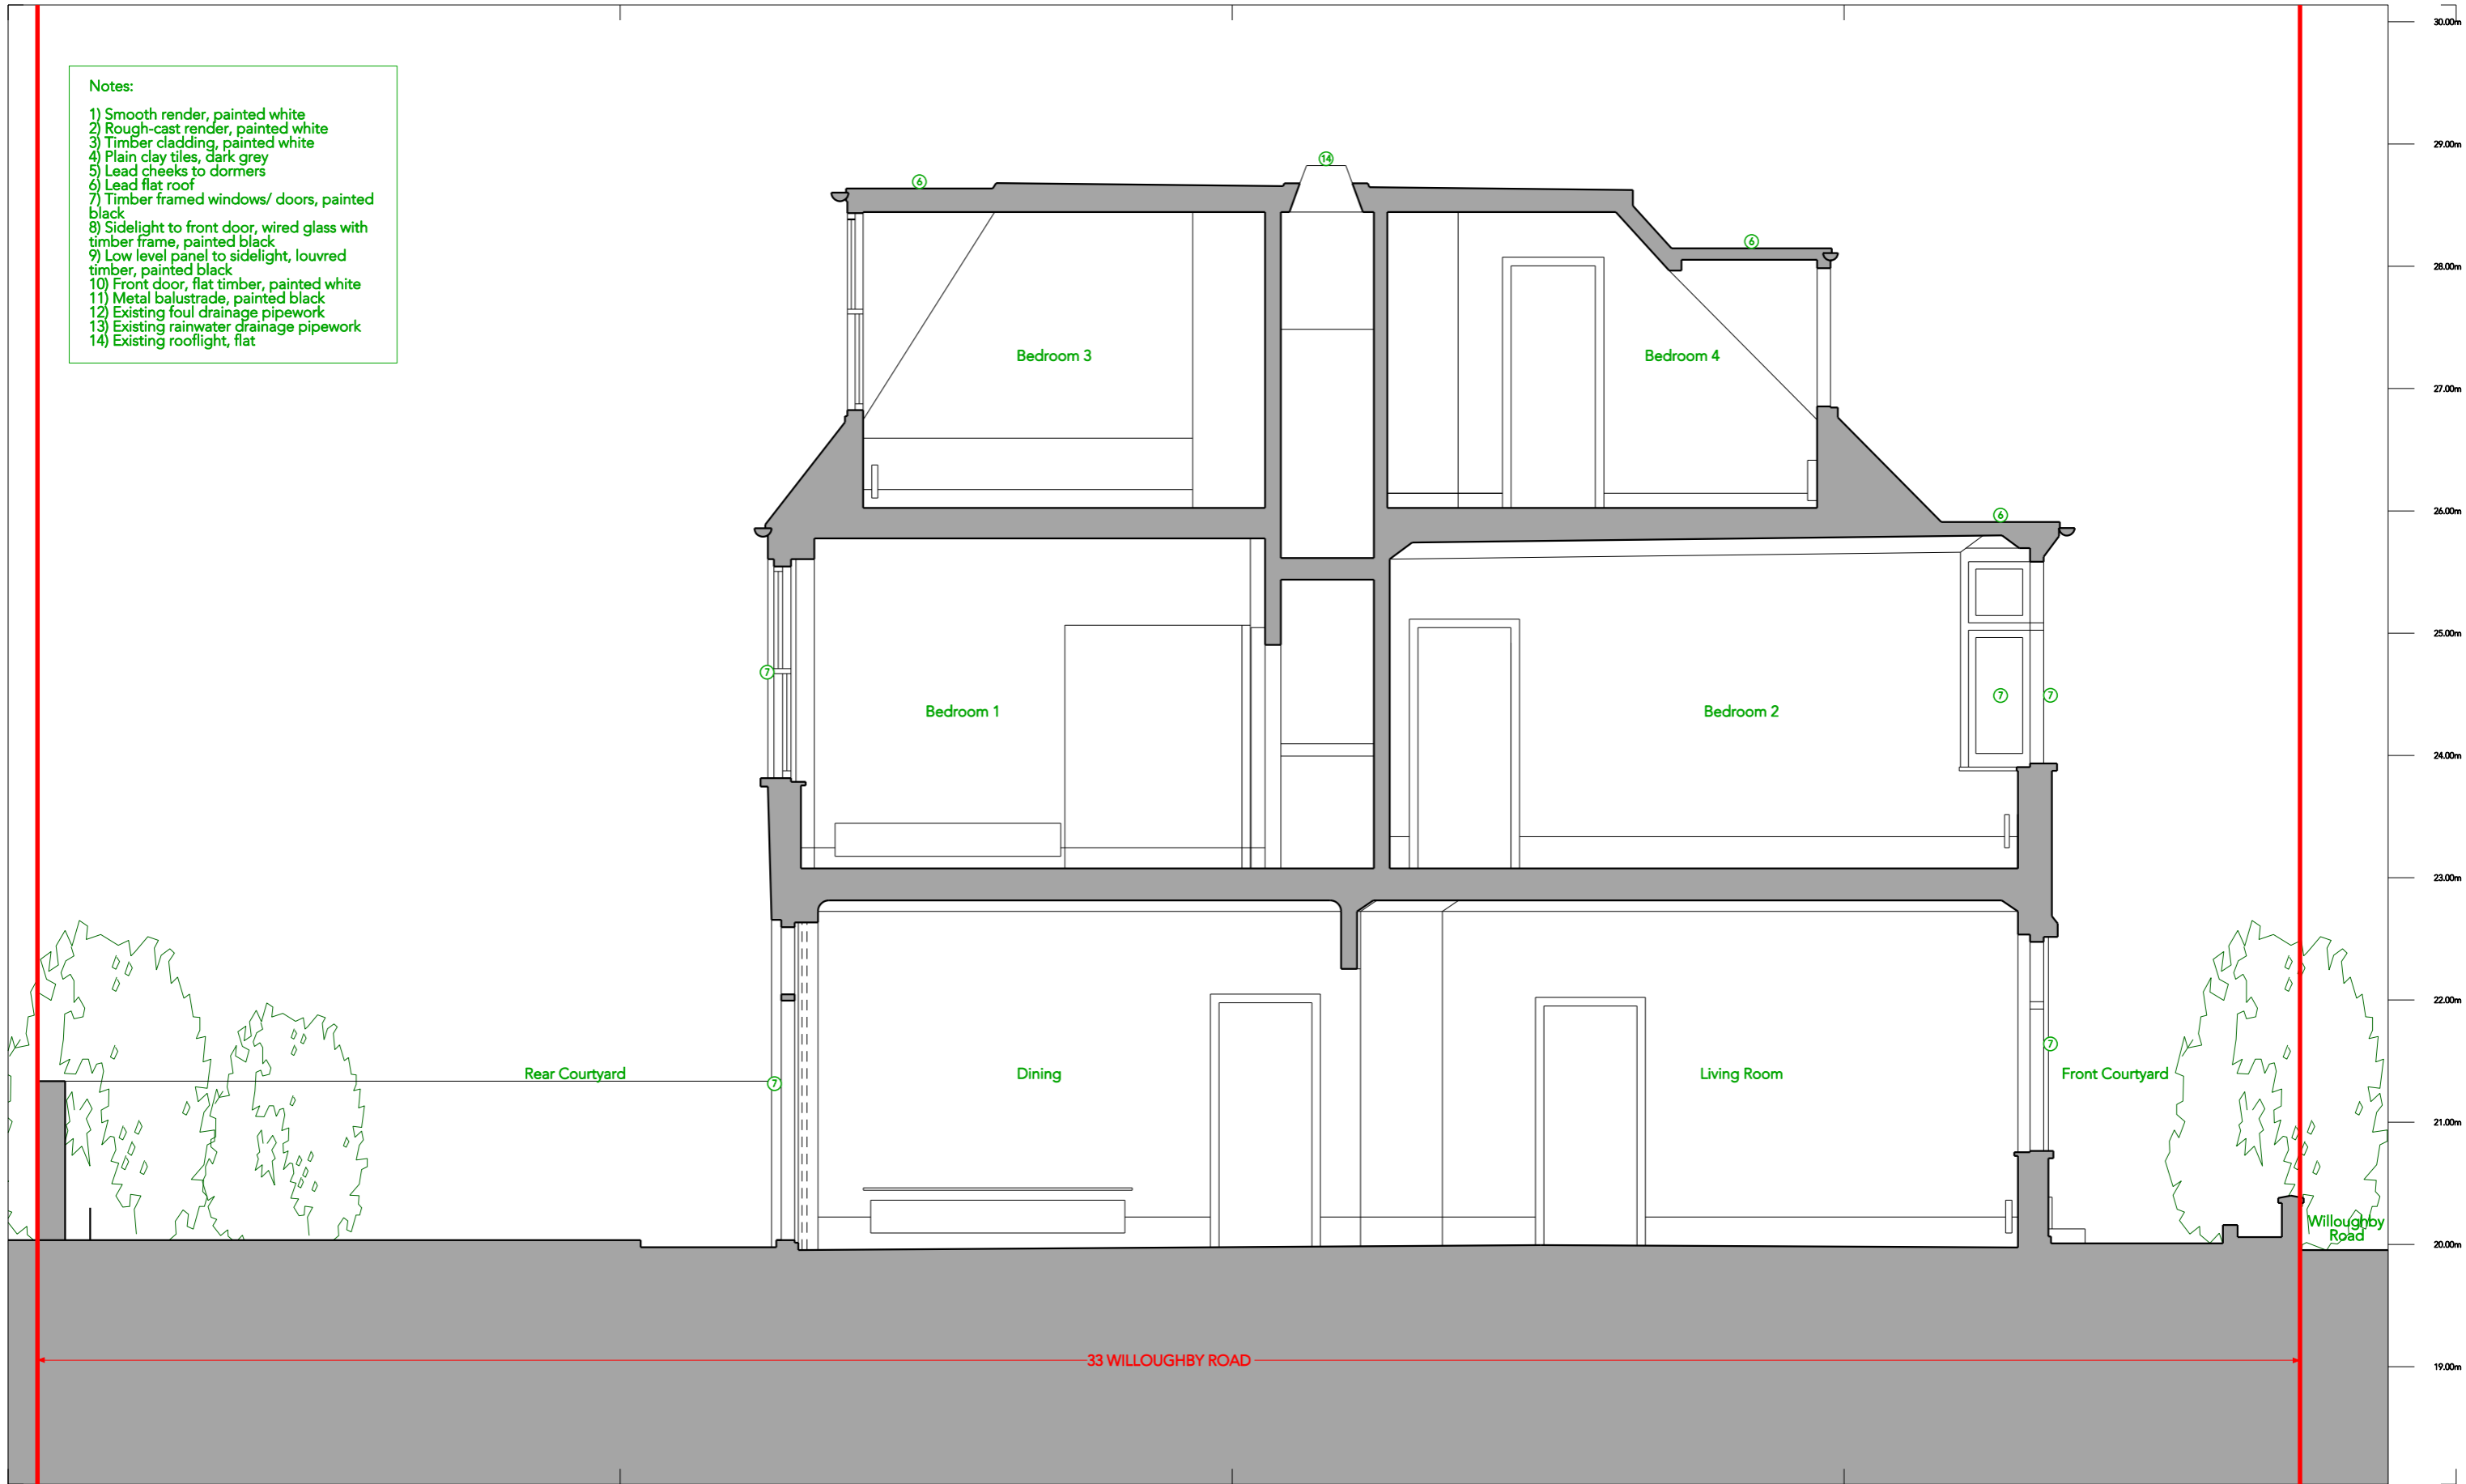 Notes:
1) Smooth render, painted white
2) Rough-cast render, painted white
3) Timber cladding, painted white
4) Plain clay tiles, dark grey
5) Lead cheeks to dormers
6) Lead flat roof
7) Timber framed windows/ doors, painted
black
8) Sidelight to front door, wired glass with
timber frame, painted black
9) Low level panel to sidelight, louvred
timber, painted black
10) Front door, flat timber, painted white
11) Metal balustrade, painted black
12) Existing foul drainage pipework
13) Existing rainwater drainage pipework
14) Existing rooflight, flat
14
6
6
Bedroom 3
Bedroom 4
6
7
Bedroom 1
Bedroom 2
7
7
7
Rear Courtyard
Dining
Living Room
Front Courtyard
7
Willoughby
Road
33 WILLOUGHBY ROAD
30.00m
29.00m
28.00m
27.00m
26.00m
25.00m
24.00m
23.00m
22.00m
21.00m
20.00m
19.00m